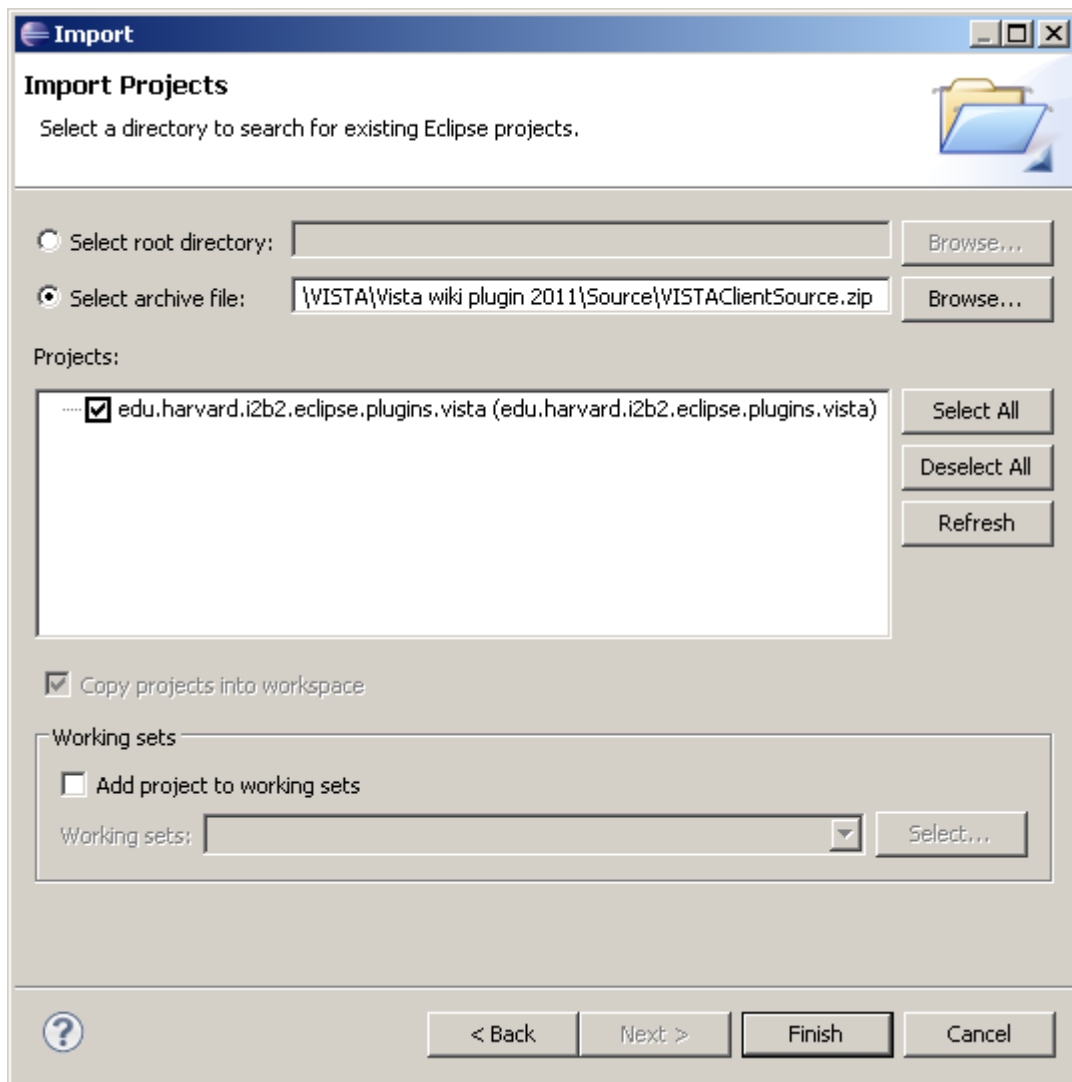 Import
Import Projects
Select a directory to search for existing Eclipse projects.
Select root directory: Browse...
Select archive file: \VISTA\Vista wiki plugin 2011\Source\VISTAClientSource.zip Browse...
Projects:
edu.harvard.i2b2.eclipse.plugins.vista (edu.harvard.i2b2.eclipse.plugins.vista) Select All
Deselect All
Refresh
Copy projects into workspace
Working sets
Add project to working sets
Working sets: Select...
? < Back Next > Finish Cancel